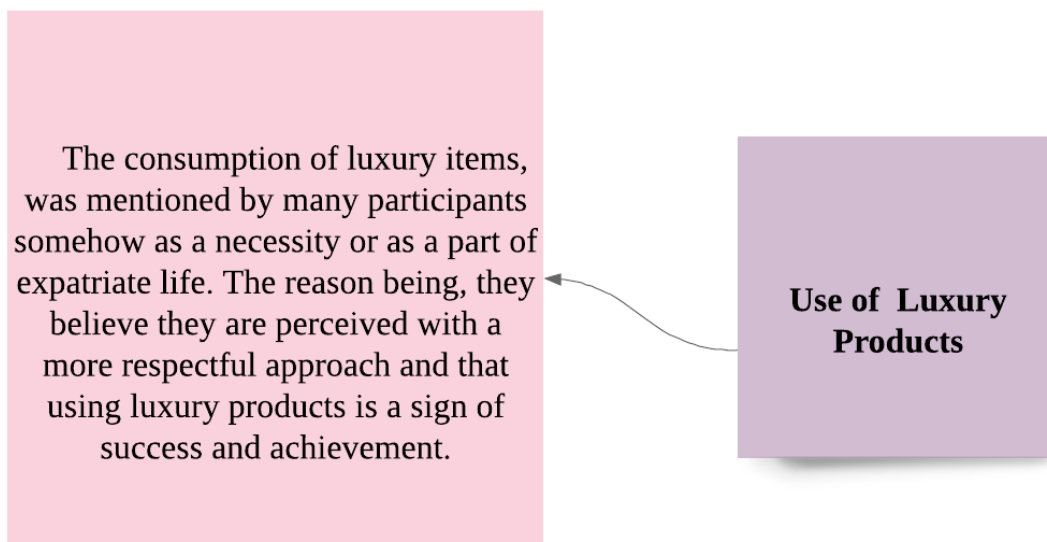 The consumption of luxury items,
was mentioned by many participants
somehow as a necessity or as a part of
expatriate life. The reason being, they
believe they are perceived with a
more respectful approach and that
using luxury products is a sign of
success and achievement.
Use of  Luxury
Products